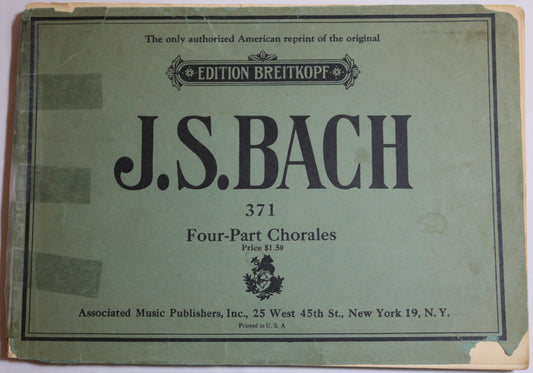 The only authorized American reprint of the original
EDITION BREITKOPF
J.S.BACH
371
Four-Part Chorales
Price $1.50
Associated Music Publishers, Inc., 25 West 45th St., New York 19, N. Y.
Printed in U. S. A